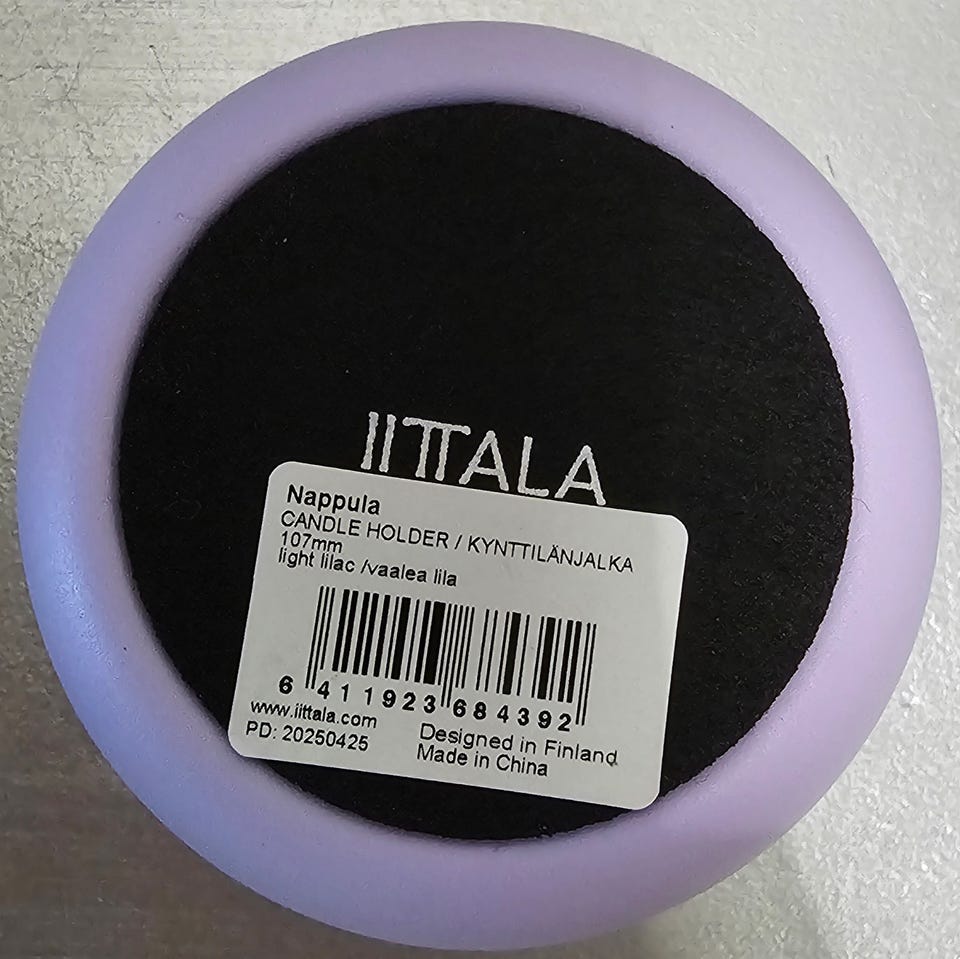 IITTALA
Nappula
CANDLE HOLDER / KYNTTILÄNJALKA
107mm
light lilac /vaalea lila
6 411923 684392
www.iittala.com
PD: 20250425
Designed in Finland
Made in China